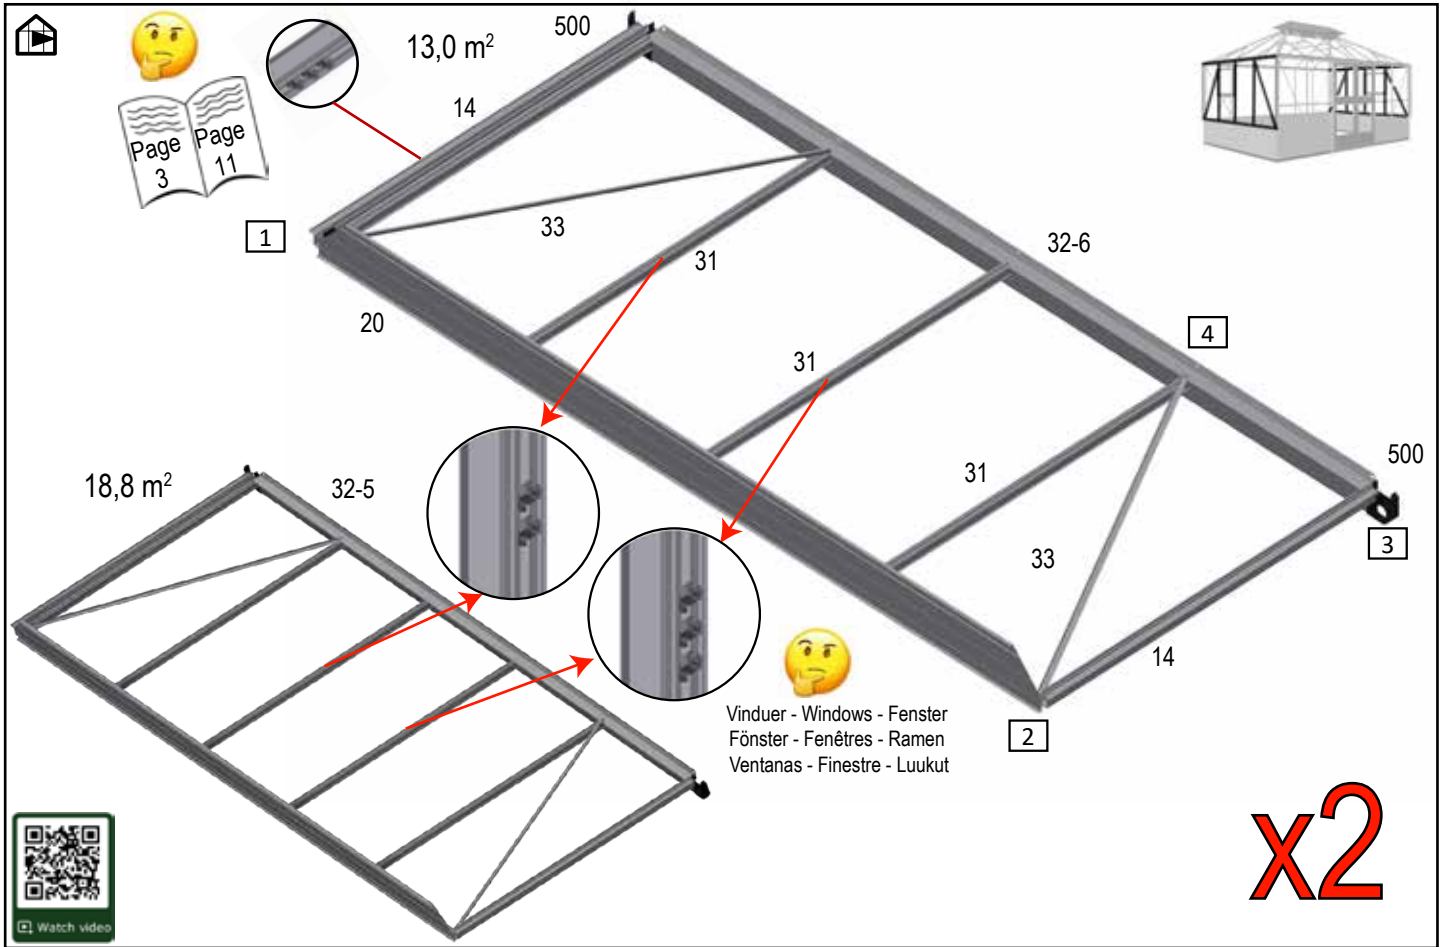 500
13,0 m²
14
Page 3
Page 11
1
33
31
32-6
20
4
31
500
31
18,8 m²
32-5
3
33
14
Vinduer - Windows - Fenster
Fönster - Fenêtres - Ramen
Ventanas - Finestre - Luukut
2
x2
Watch video